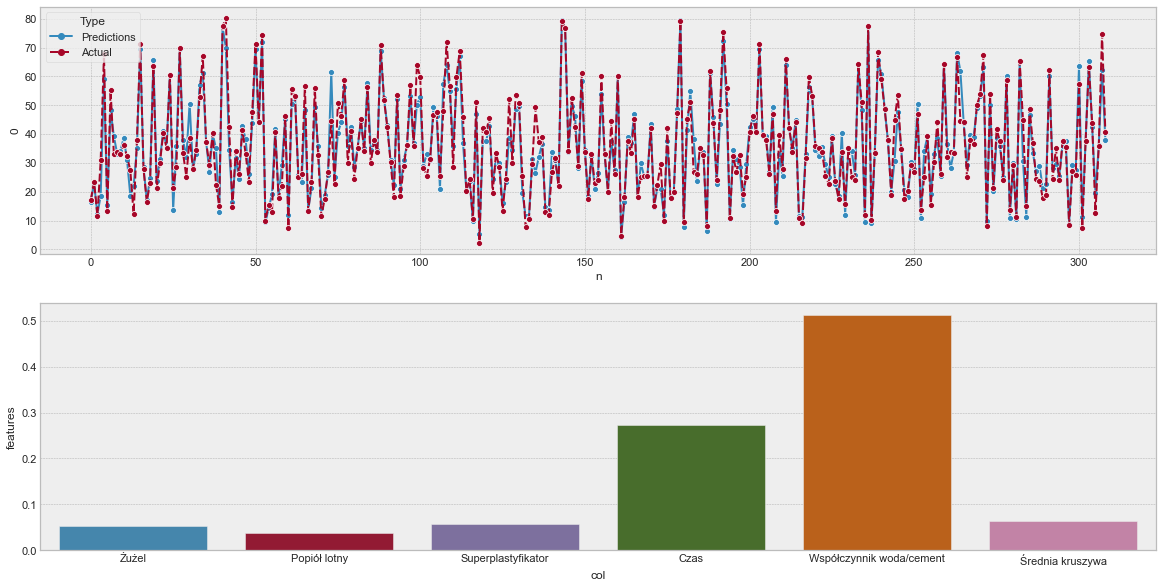 Type
Predictions
Actual
80
70
60
50
40
30
20
10
0
0
0 50 100 150 200 250 300
n
0.5
0.4
0.3
0.2
0.1
0.0
features
Żużel Popiół lotny Superplastyfikator Czas Współczynnik woda/cement Średnia kruszywa
col